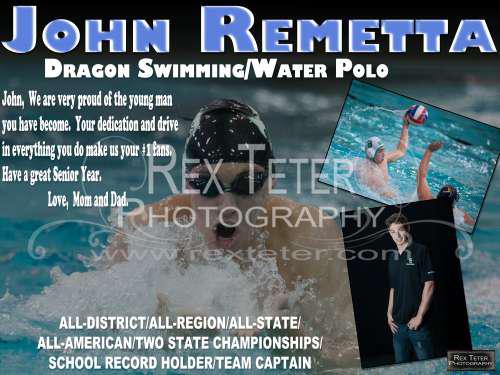 John Remetta
Dragon Swimming/Water Polo
John, We are very proud of the young man
you have become. Your dedication and drive
in everything you do make us your #1 fans.
Have a great Senior Year.
Love, Mom and Dad.
Rex Teter
Photography
www.rexteter.com
ALL-DISTRICT/ALL-REGION/ALL-STATE/
ALL-AMERICAN/TWO STATE CHAMPIONSHIPS/
SCHOOL RECORD HOLDER/TEAM CAPTAIN
Rex Teter
Photography